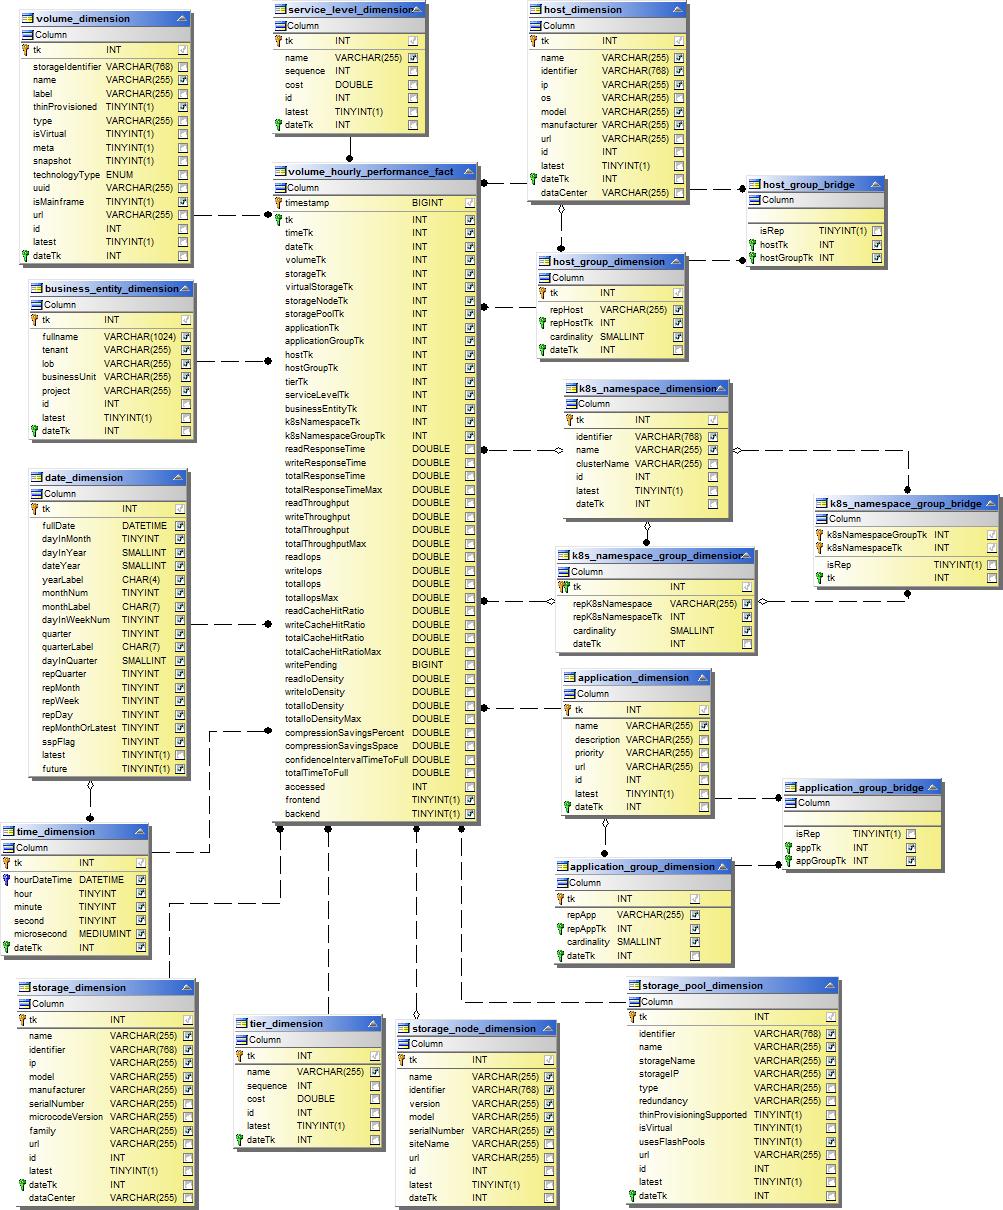 volume_dimension
Column
tk INT
storageIdentifier VARCHAR(768)
name VARCHAR(255)
label VARCHAR(255)
thinProvisioned TINYINT(1)
type VARCHAR(255)
isVirtual TINYINT(1)
meta TINYINT(1)
snapshot TINYINT(1)
technologyType ENUM
uuid VARCHAR(255)
isMainframe TINYINT(1)
url VARCHAR(255)
id INT
latest TINYINT(1)
dateTk INT
service_level_dimension
Column
tk INT
name VARCHAR(255)
sequence INT
cost DOUBLE
id INT
latest TINYINT(1)
dateTk INT
host_dimension
Column
tk INT
name VARCHAR(255)
identifier VARCHAR(768)
ip VARCHAR(255)
os VARCHAR(255)
model VARCHAR(255)
manufacturer VARCHAR(255)
url VARCHAR(255)
id INT
latest TINYINT(1)
dateTk INT
dataCenter VARCHAR(255)
host_group_bridge
Column
isRep TINYINT(1)
hostTk INT
hostGroupTk INT
volume_hourly_performance_fact
Column
timestamp BIGINT
tk INT
timeTk INT
dateTk INT
volumeTk INT
storageTk INT
virtualStorageTk INT
storageNodeTk INT
storagePoolTk INT
applicationTk INT
applicationGroupTk INT
hostTk INT
hostGroupTk INT
tierTk INT
serviceLevelTk INT
businessEntityTk INT
k8sNamespaceTk INT
k8sNamespaceGroupTk INT
readResponseTime DOUBLE
writeResponseTime DOUBLE
totalResponseTime DOUBLE
totalResponseTimeMax DOUBLE
readThroughput DOUBLE
writeThroughput DOUBLE
totalThroughput DOUBLE
totalThroughputMax DOUBLE
readIops DOUBLE
writeIops DOUBLE
totalIops DOUBLE
totalIopsMax DOUBLE
readCacheHitRatio DOUBLE
writeCacheHitRatio DOUBLE
totalCacheHitRatio DOUBLE
totalCacheHitRatioMax DOUBLE
writePending BIGINT
readIoDensity DOUBLE
writeIoDensity DOUBLE
totalIoDensity DOUBLE
totalIoDensityMax DOUBLE
compressionSavingsPercent DOUBLE
compressionSavingsSpace DOUBLE
confidenceIntervalTimeToFull DOUBLE
totalTimeToFull DOUBLE
accessed INT
frontend TINYINT(1)
backend TINYINT(1)
host_group_dimension
Column
tk INT
repHost VARCHAR(255)
repHostTk INT
cardinality SMALLINT
dateTk INT
business_entity_dimension
Column
tk INT
fullname VARCHAR(1024)
tenant VARCHAR(255)
lob VARCHAR(255)
businessUnit VARCHAR(255)
project VARCHAR(255)
id INT
latest TINYINT(1)
dateTk INT
k8s_namespace_dimension
Column
tk INT
identifier VARCHAR(768)
name VARCHAR(255)
clusterName VARCHAR(255)
id INT
latest TINYINT(1)
dateTk INT
k8s_namespace_group_bridge
Column
k8sNamespaceGroupTk INT
k8sNamespaceTk INT
isRep TINYINT(1)
tk INT
date_dimension
Column
tk INT
fullDate DATETIME
dayInMonth TINYINT
dayInYear SMALLINT
dateYear SMALLINT
yearLabel CHAR(4)
monthNum TINYINT
monthLabel CHAR(7)
dayInWeekNum TINYINT
quarter TINYINT
quarterLabel CHAR(7)
dayInQuarter SMALLINT
repQuarter TINYINT
repMonth TINYINT
repWeek TINYINT
repDay TINYINT
repMonthOrLatest TINYINT
sspFlag TINYINT
latest TINYINT(1)
future TINYINT(1)
k8s_namespace_group_dimension
Column
tk INT
repK8sNamespace VARCHAR(255)
repK8sNamespaceTk INT
cardinality SMALLINT
dateTk INT
application_dimension
Column
tk INT
name VARCHAR(255)
description VARCHAR(255)
priority VARCHAR(255)
url VARCHAR(255)
id INT
latest TINYINT(1)
dateTk INT
application_group_bridge
Column
isRep TINYINT(1)
appTk INT
appGroupTk INT
time_dimension
Column
tk INT
hourDateTime DATETIME
hour TINYINT
minute TINYINT
second TINYINT
microsecond MEDIUMINT
dateTk INT
application_group_dimension
Column
tk INT
repApp VARCHAR(255)
repAppTk INT
cardinality SMALLINT
dateTk INT
storage_dimension
Column
tk INT
name VARCHAR(255)
identifier VARCHAR(768)
ip VARCHAR(255)
model VARCHAR(255)
manufacturer VARCHAR(255)
serialNumber VARCHAR(255)
microcodeVersion VARCHAR(255)
family VARCHAR(255)
url VARCHAR(255)
id INT
latest TINYINT(1)
dateTk INT
dataCenter VARCHAR(255)
tier_dimension
Column
tk INT
name VARCHAR(255)
sequence INT
cost DOUBLE
id INT
latest TINYINT(1)
dateTk INT
storage_node_dimension
Column
tk INT
name VARCHAR(255)
identifier VARCHAR(768)
version VARCHAR(255)
model VARCHAR(255)
serialNumber VARCHAR(255)
siteName VARCHAR(255)
url VARCHAR(255)
id INT
latest TINYINT(1)
dateTk INT
storage_pool_dimension
Column
tk INT
identifier VARCHAR(768)
name VARCHAR(255)
storageName VARCHAR(255)
storageIP VARCHAR(255)
type VARCHAR(255)
redundancy VARCHAR(255)
thinProvisioningSupported TINYINT(1)
isVirtual TINYINT(1)
usesFlashPools TINYINT(1)
url VARCHAR(255)
id INT
latest TINYINT(1)
dateTk INT